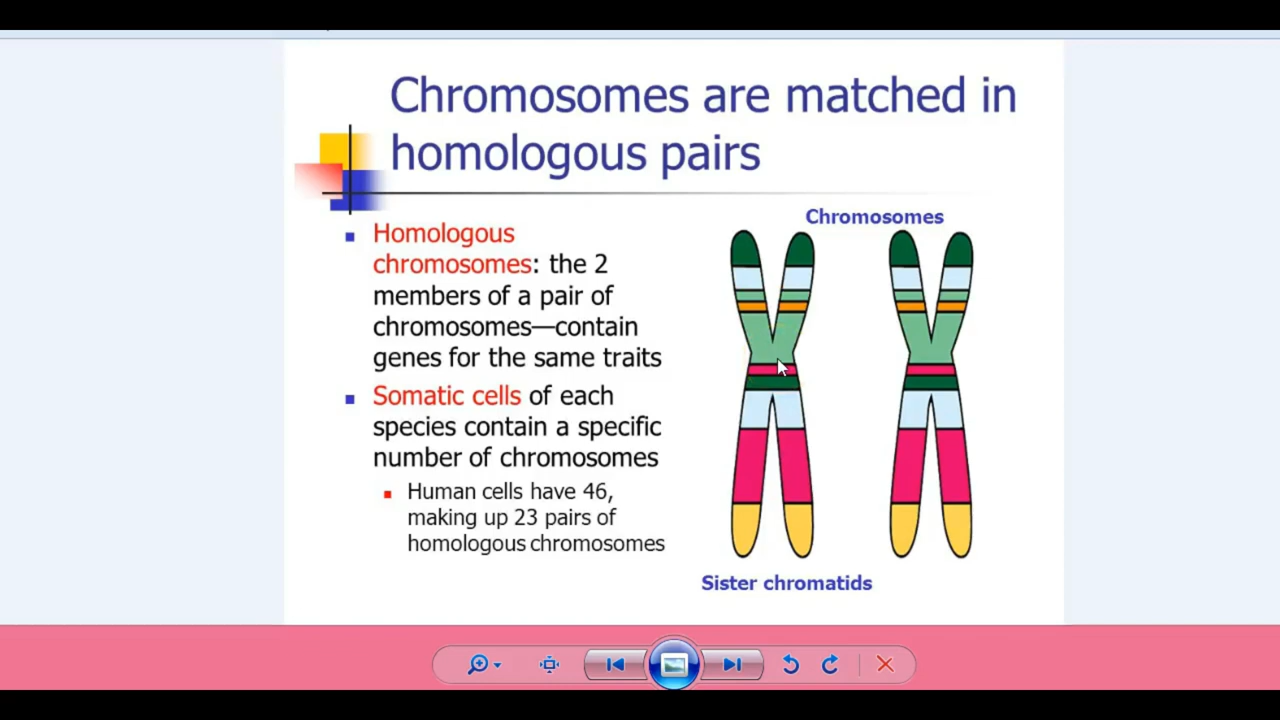 Chromosomes are matched in
homologous pairs
Homologous
chromosomes: the 2
members of a pair of
chromosomes—contain
genes for the same traits
Somatic cells of each
species contain a specific
number of chromosomes
Human cells have 46,
making up 23 pairs of
homologous chromosomes
Chromosomes
Sister chromatids